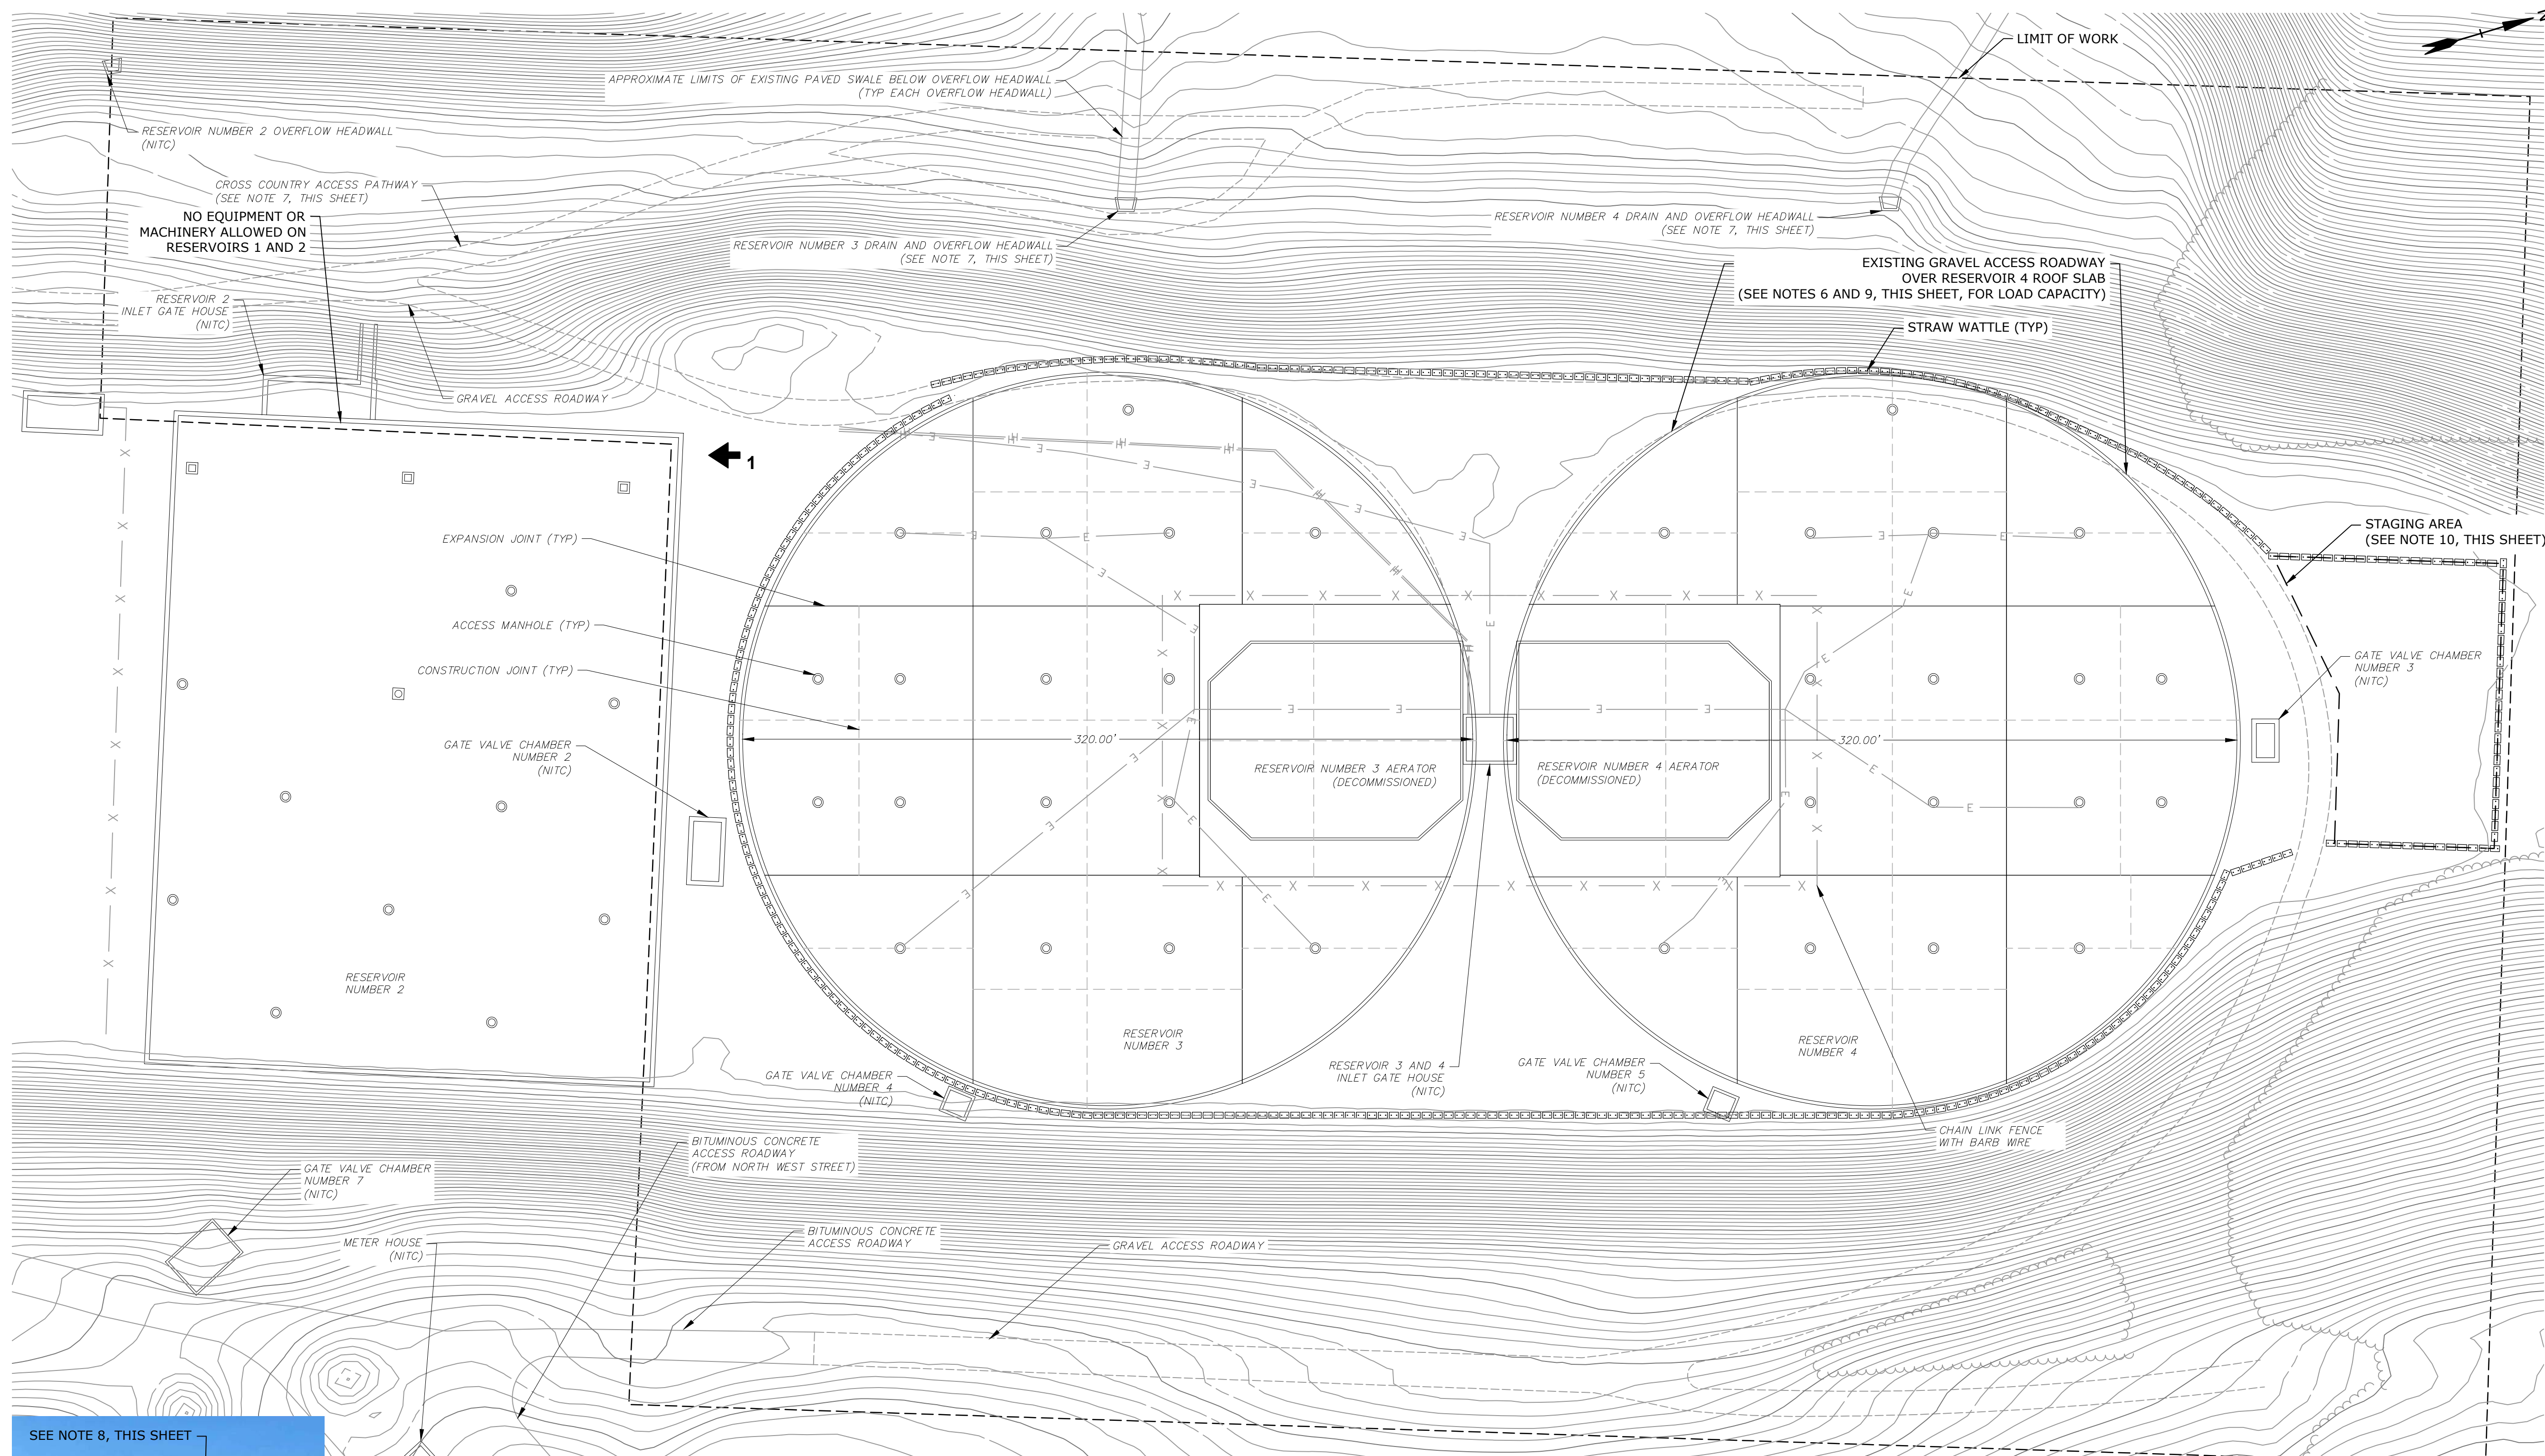 LIMIT OF WORK
APPROXIMATE LIMITS OF EXISTING PAVED SWALE BELOW OVERFLOW HEADWALL
(TYP EACH OVERFLOW HEADWALL)
RESERVOIR NUMBER 2 OVERFLOW HEADWALL
(NITC)
CROSS COUNTRY ACCESS PATHWAY
(SEE NOTE 7, THIS SHEET)
NO EQUIPMENT OR
MACHINERY ALLOWED ON
RESERVOIRS 1 AND 2
RESERVOIR NUMBER 3 DRAIN AND OVERFLOW HEADWALL
(SEE NOTE 7, THIS SHEET)
RESERVOIR NUMBER 4 DRAIN AND OVERFLOW HEADWALL
(SEE NOTE 7, THIS SHEET)
EXISTING GRAVEL ACCESS ROADWAY
OVER RESERVOIR 4 ROOF SLAB
(SEE NOTES 6 AND 9, THIS SHEET, FOR LOAD CAPACITY)
RESERVOIR 2
INLET GATE HOUSE
(NITC)
STRAW WATTLE (TYP)
GRAVEL ACCESS ROADWAY
1
STAGING AREA
(SEE NOTE 10, THIS SHEET)
EXPANSION JOINT (TYP)
ACCESS MANHOLE (TYP)
CONSTRUCTION JOINT (TYP)
GATE VALVE CHAMBER
NUMBER 3
(NITC)
GATE VALVE CHAMBER
NUMBER 2
(NITC)
320.00'
320.00'
RESERVOIR NUMBER 3 AERATOR
(DECOMMISSIONED)
RESERVOIR NUMBER 4 AERATOR
(DECOMMISSIONED)
RESERVOIR
NUMBER 2
RESERVOIR
NUMBER 3
RESERVOIR
NUMBER 4
GATE VALVE CHAMBER
NUMBER 4
(NITC)
RESERVOIR 3 AND 4
INLET GATE HOUSE
(NITC)
GATE VALVE CHAMBER
NUMBER 5
(NITC)
CHAIN LINK FENCE
WITH BARB WIRE
BITUMINOUS CONCRETE
ACCESS ROADWAY
(FROM NORTH WEST STREET)
GATE VALVE CHAMBER
NUMBER 7
(NITC)
METER HOUSE
(NITC)
BITUMINOUS CONCRETE
ACCESS ROADWAY
GRAVEL ACCESS ROADWAY
SEE NOTE 8, THIS SHEET